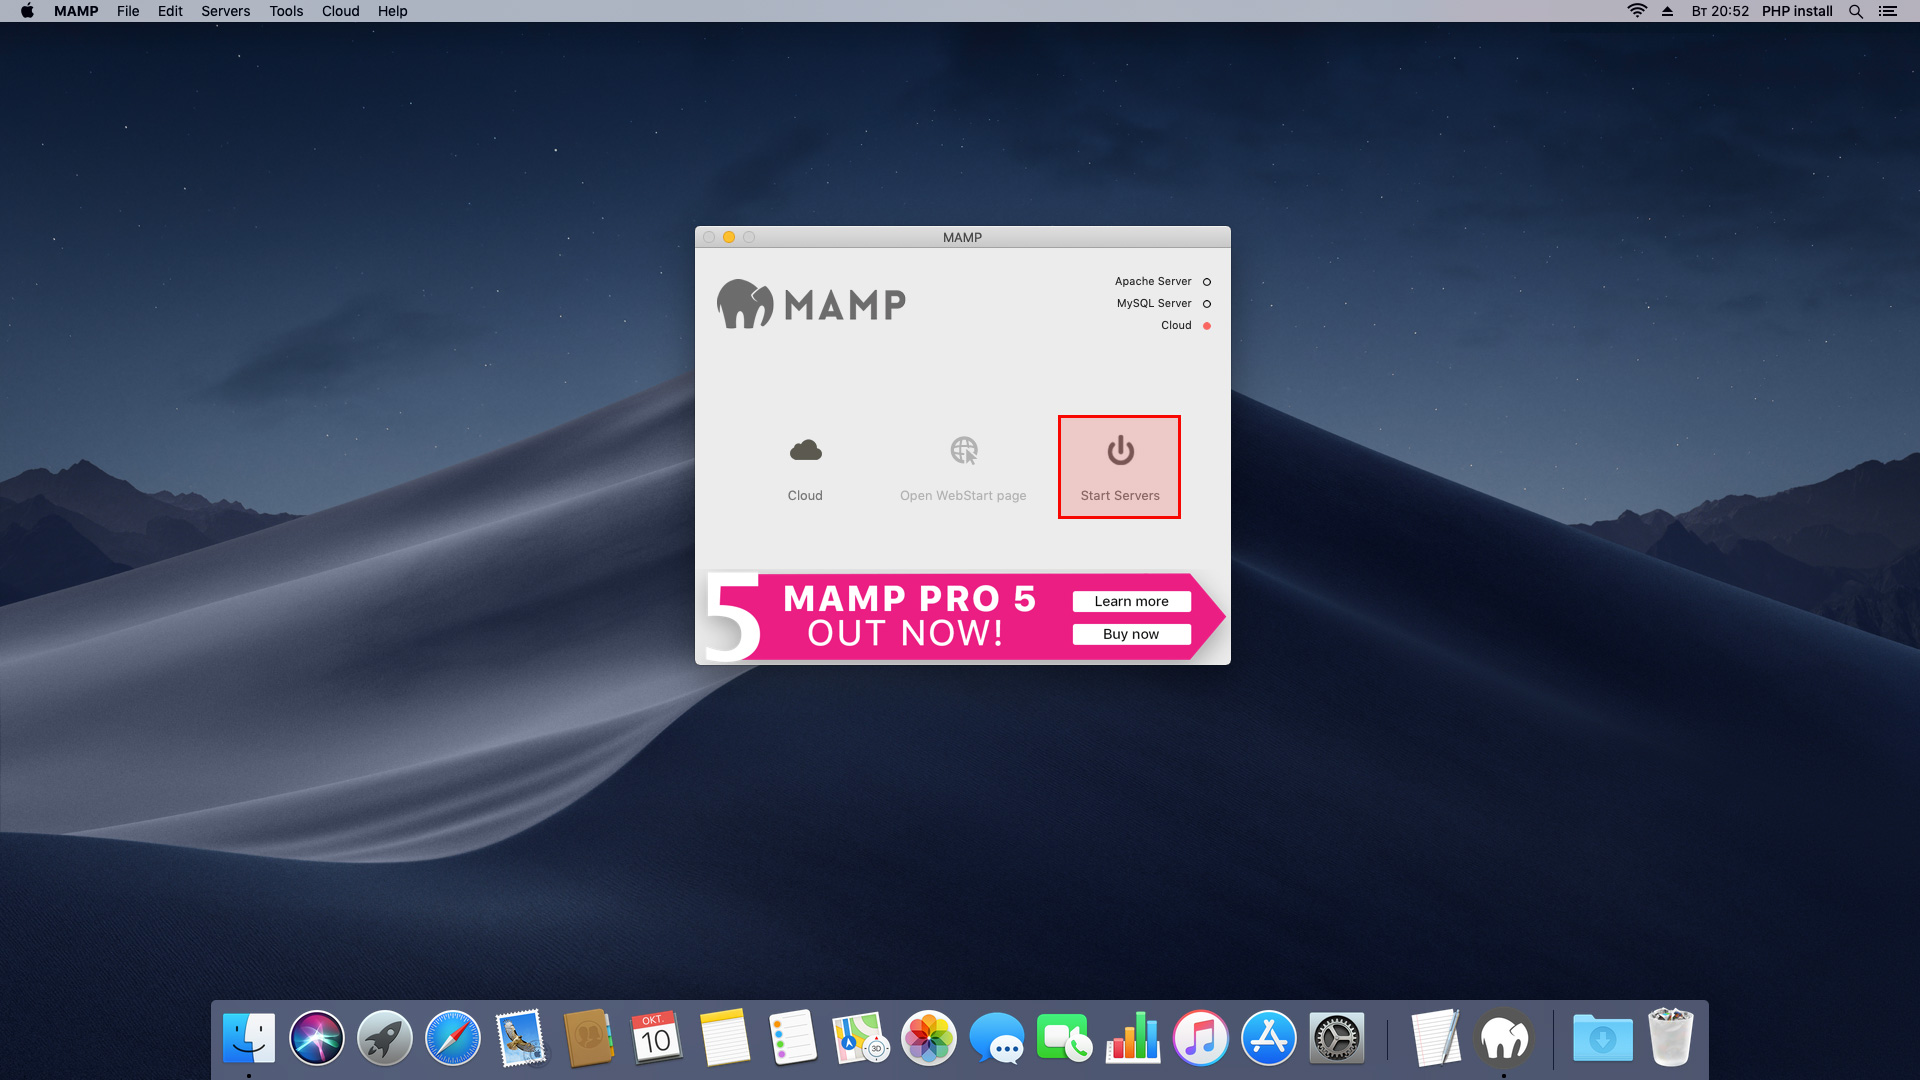 MAMP File Edit Servers Tools Cloud Help
Вт 20:52 PHP install
MAMP
MAMP
Apache Server
MySQL Server
Cloud
Cloud
Open WebStart page
Start Servers
5
MAMP PRO 5
OUT NOW!
Learn more
Buy now
ОКТ.
10
3D